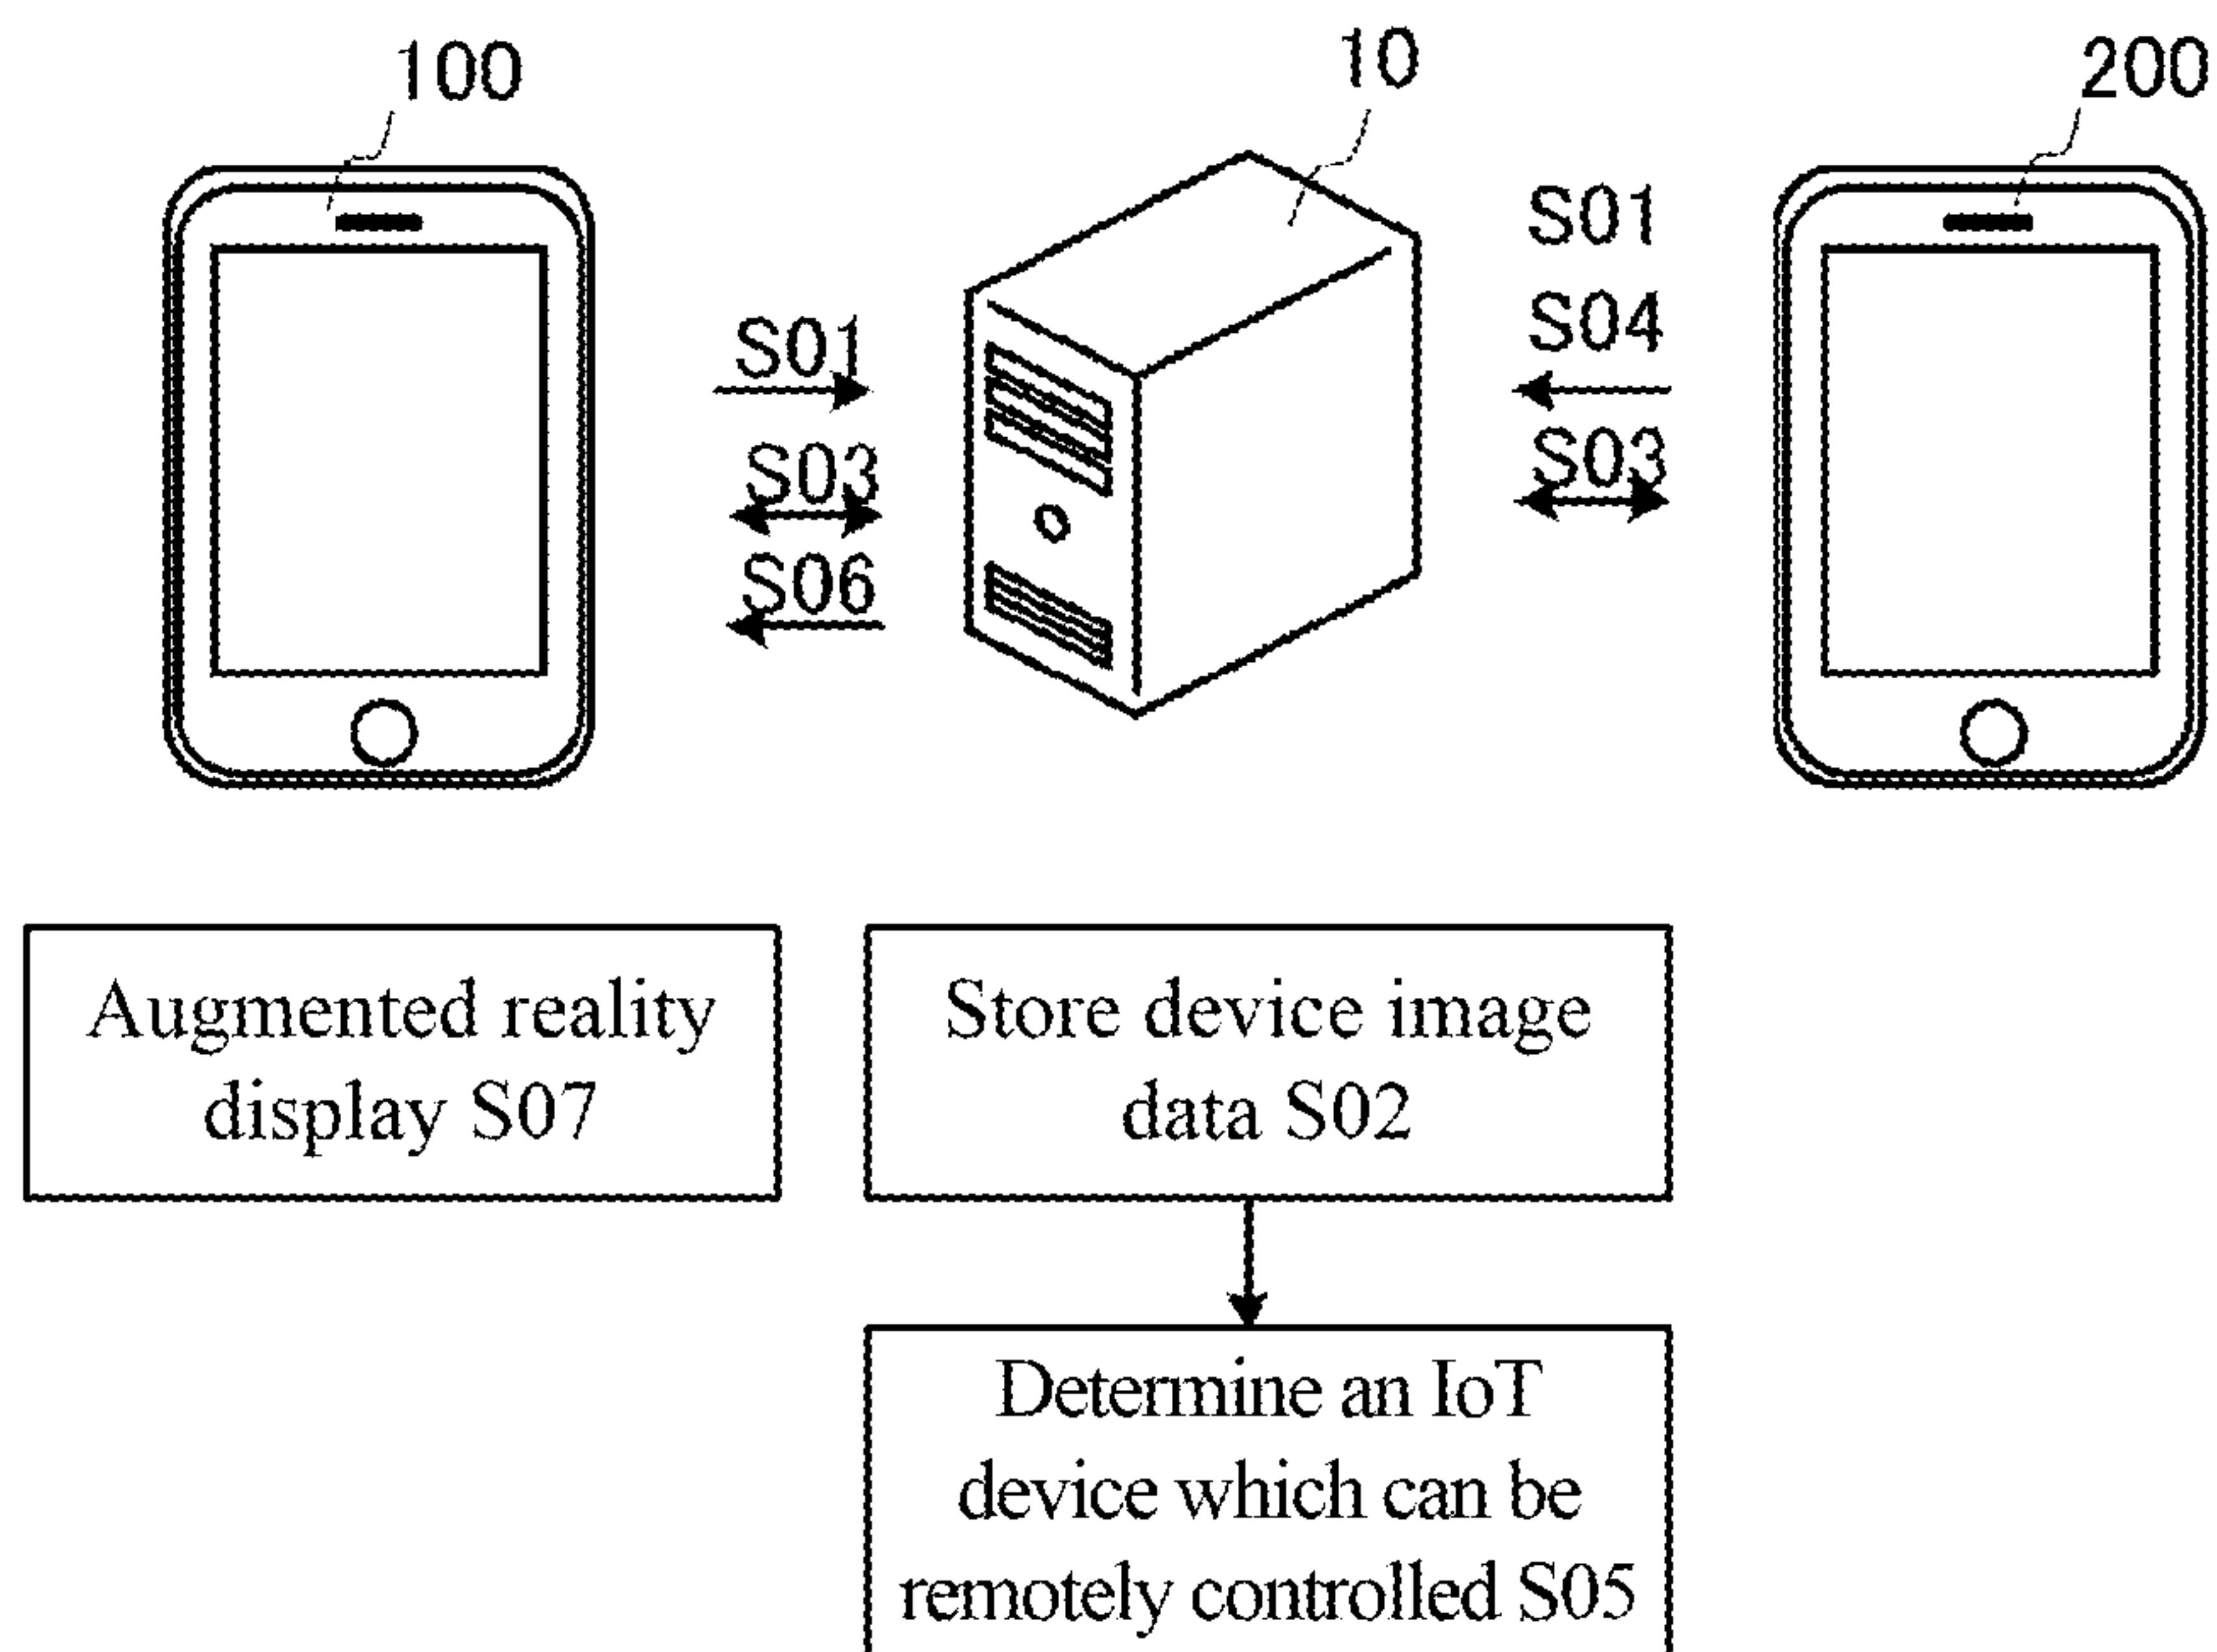 100
10
200
S01
S03
S06
S01
S04
S03
Augmented reality
display S07
Store device image
data S02
Determine an IoT
device which can be
remotely controlled S05